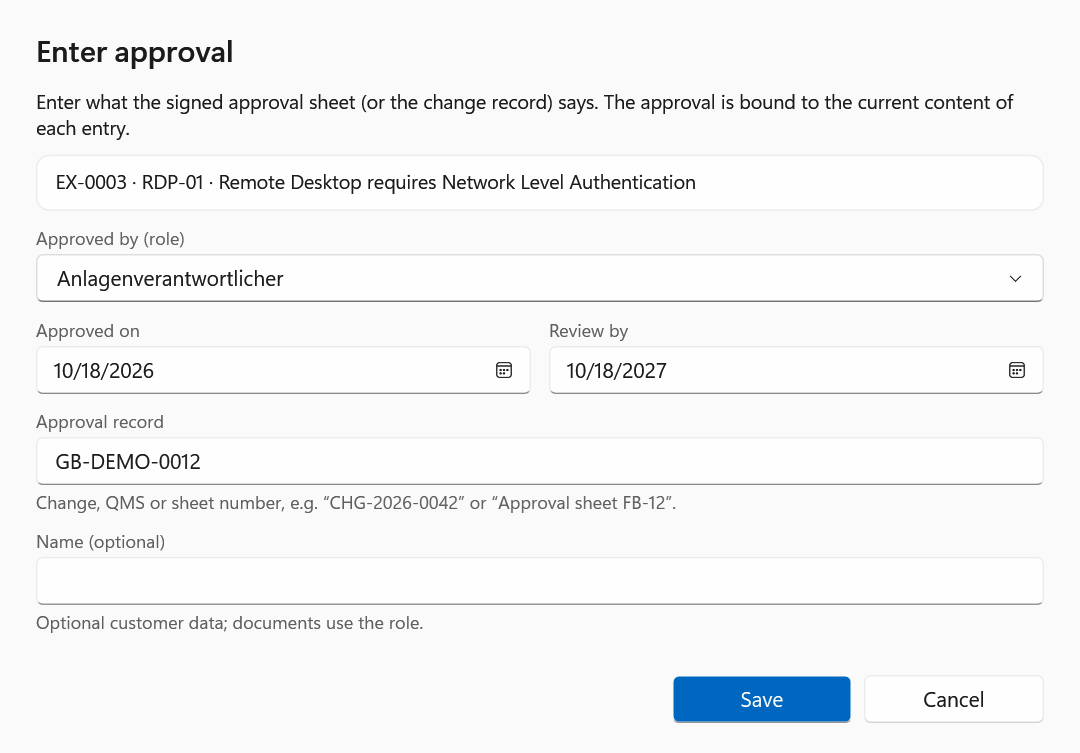 Enter approval
Enter what the signed approval sheet (or the change record) says. The approval is bound to the current content of
each entry.
EX-0003 · RDP-01 · Remote Desktop requires Network Level Authentication
Approved by (role)
Anlagenverantwortlicher
Approved on
Review by
10/18/2026
10/18/2027
Approval record
GB-DEMO-0012
Change, QMS or sheet number, e.g. “CHG-2026-0042” or “Approval sheet FB-12”.
Name (optional)
Optional customer data; documents use the role.
Save
Cancel